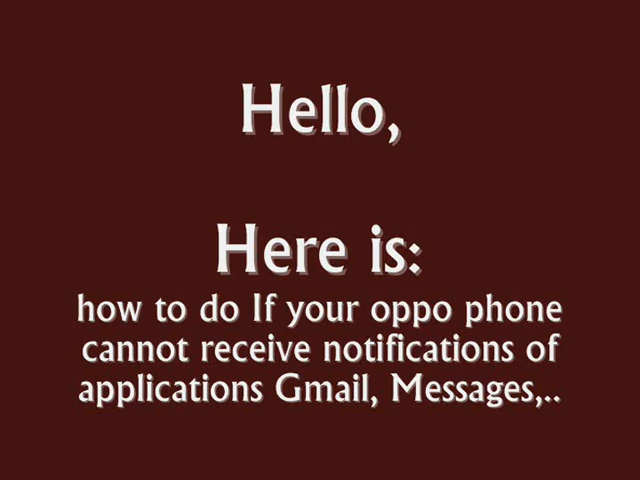 Hello,
Here is:
how to do If your oppo phone
cannot receive notifications of
applications Gmail, Messages,..